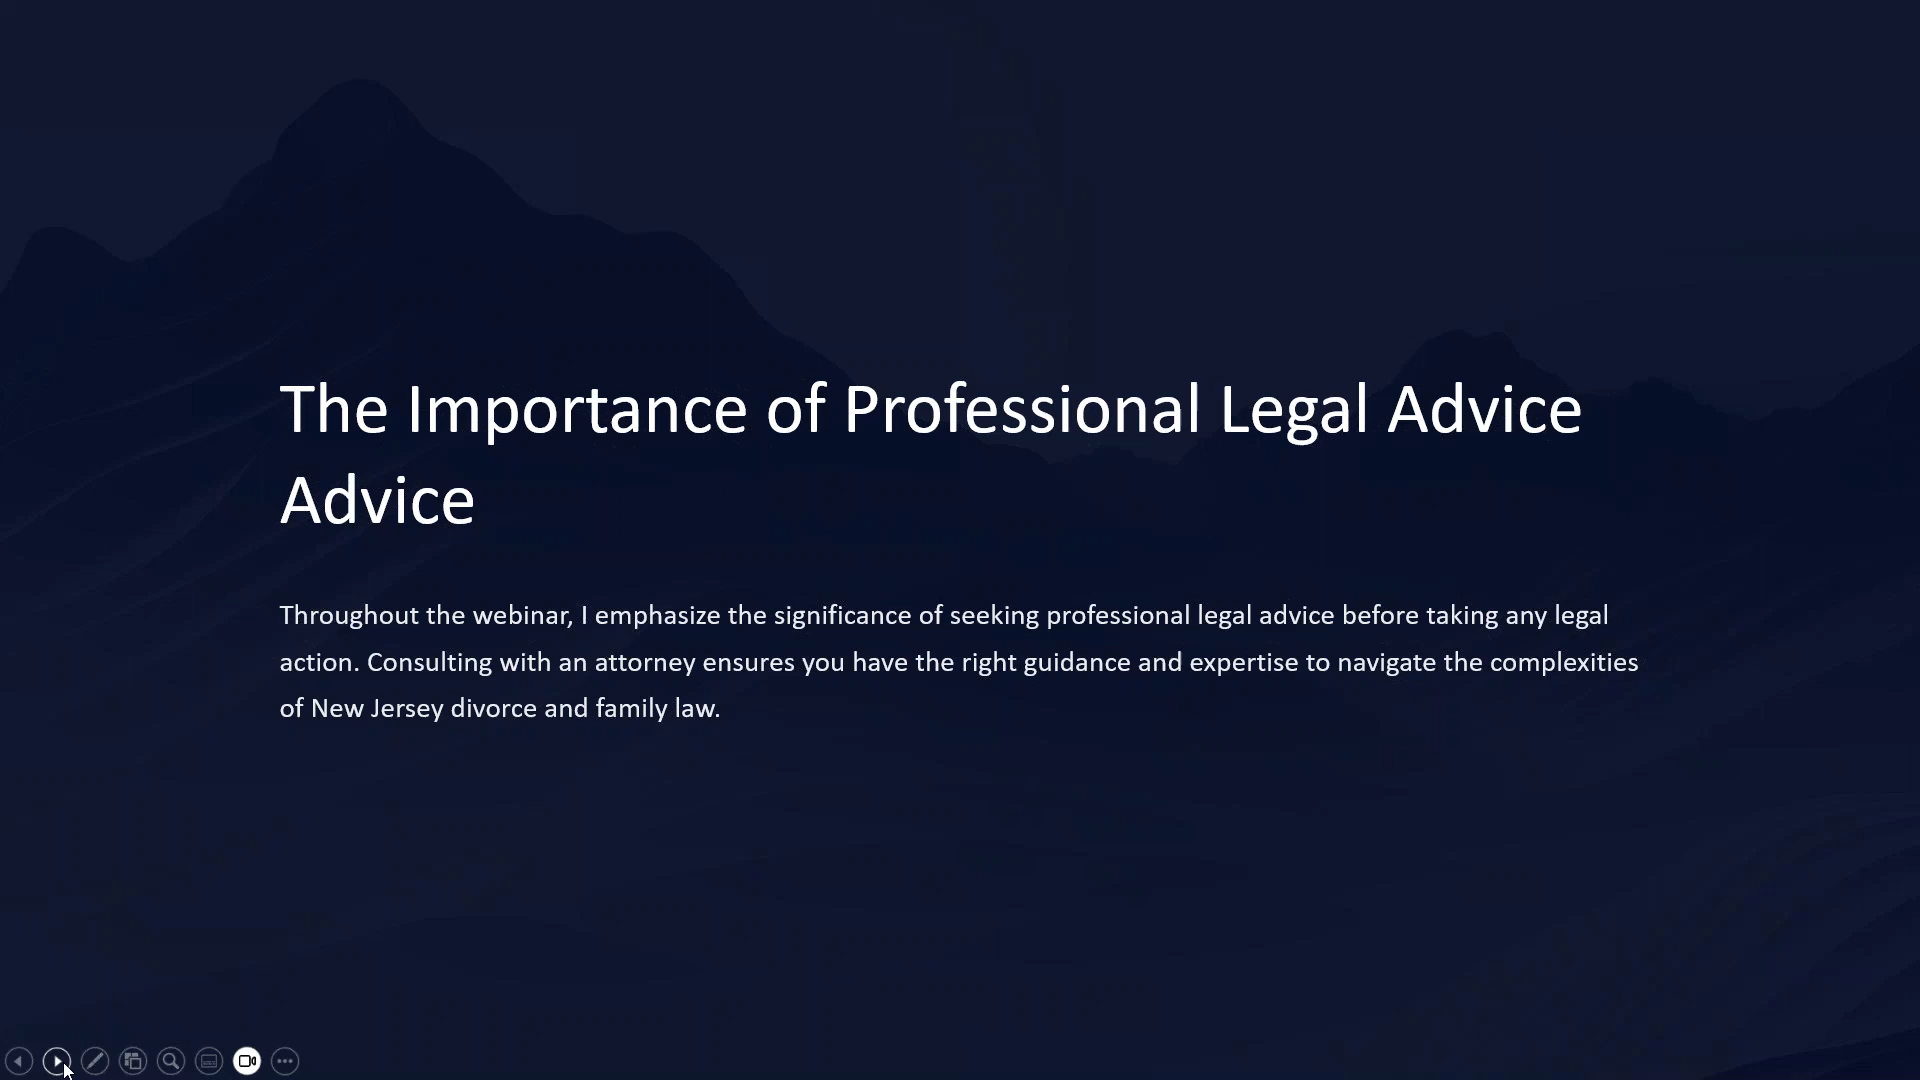 The Importance of Professional Legal Advice
Advice
Throughout the webinar, I emphasize the significance of seeking professional legal advice before taking any legal
action. Consulting with an attorney ensures you have the right guidance and expertise to navigate the complexities
of New Jersey divorce and family law.